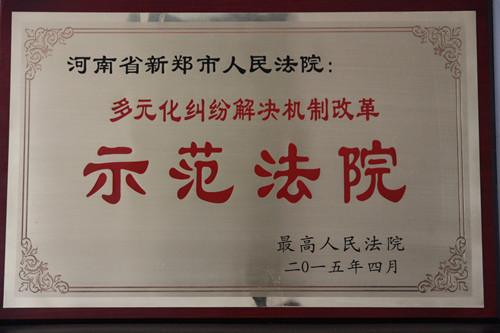 河南省新郑市人民法院:
多元化纠纷解决机制改革
示范法院
最高人民法院
二〇一五年四月